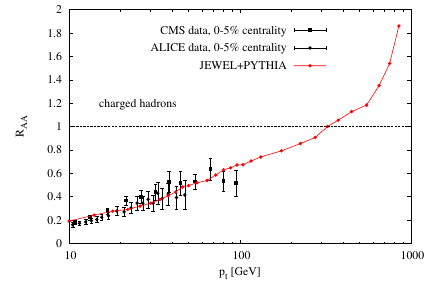 2
1.8
1.6
1.4
1.2
1
0.8
0.6
0.4
0.2
0
R_AA
CMS data, 0-5% centrality
ALICE data, 0-5% centrality
JEWEL+PYTHIA
charged hadrons
10 100 1000
p_t [GeV]